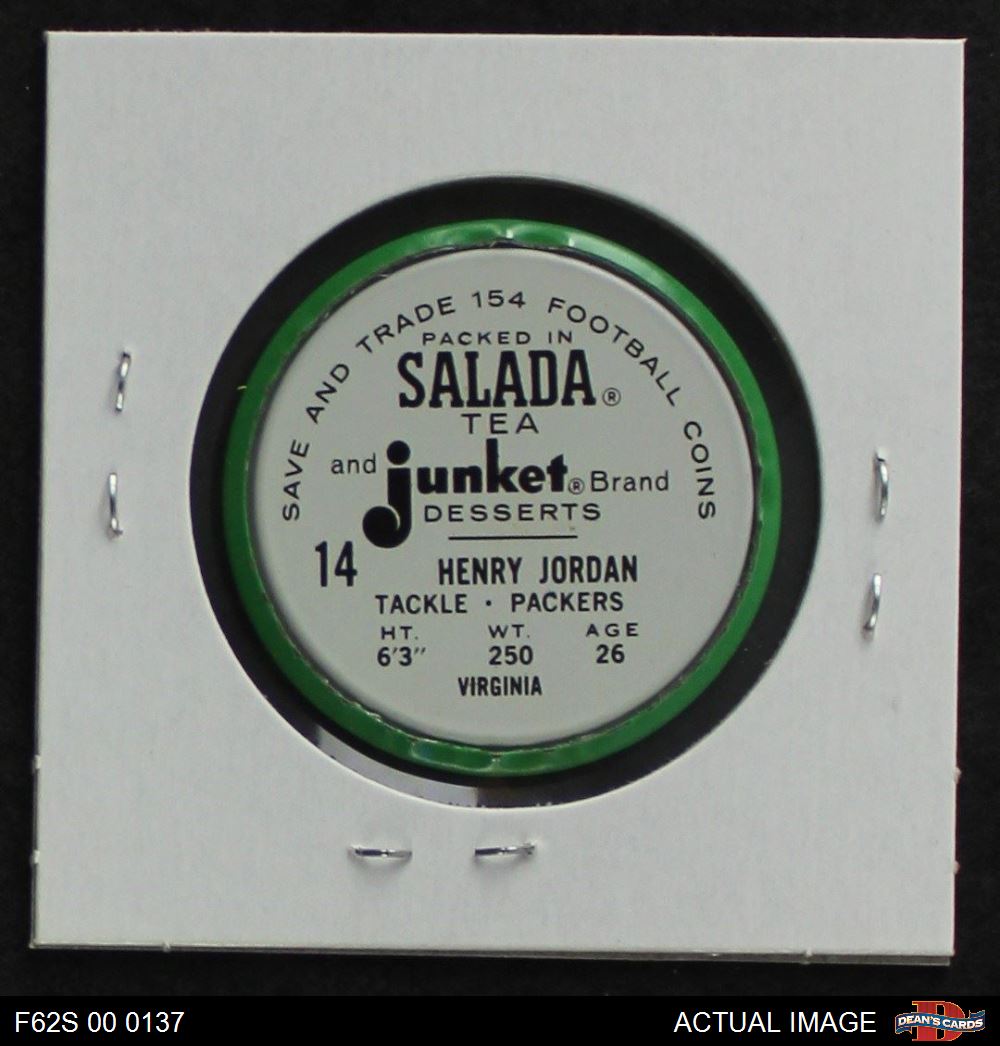 SAVE AND TRADE 154 FOOTBALL COINS
PACKED IN
SALADA®
TEA
and junket® Brand
DESSERTS
14 HENRY JORDAN
TACKLE · PACKERS
HT. WT. AGE
6'3" 250 26
VIRGINIA
F62S 00 0137 ACTUAL IMAGE D DEAN'S CARDS